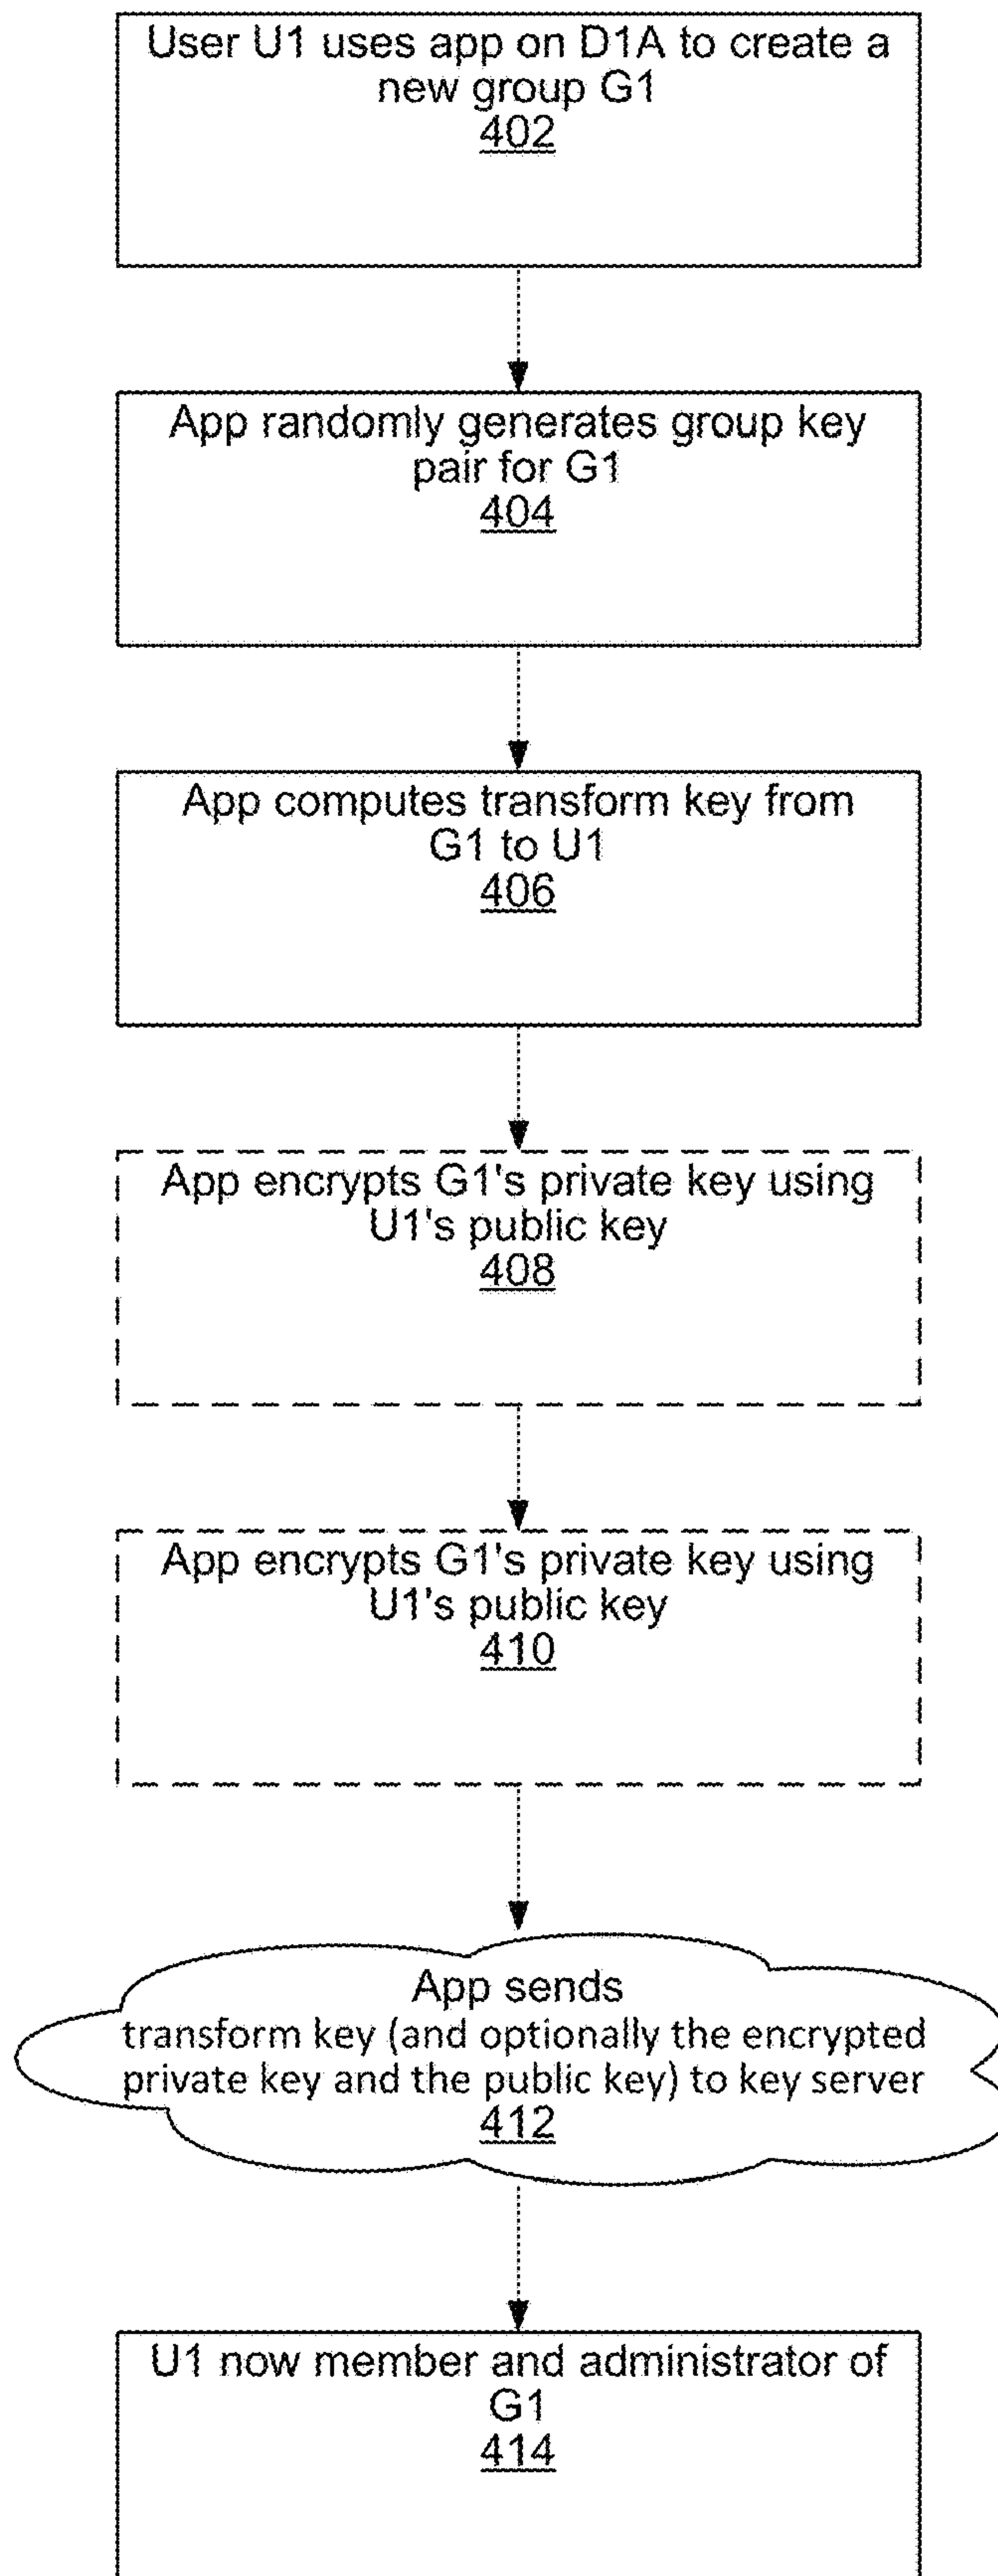 User U1 uses app on D1A to create a
new group G1
402
App randomly generates group key
pair for G1
404
App computes transform key from
G1 to U1
406
App encrypts G1's private key using
U1's public key
408
App encrypts G1's private key using
U1's public key
410
App sends
transform key (and optionally the encrypted
private key and the public key) to key server
412
U1 now member and administrator of
G1
414